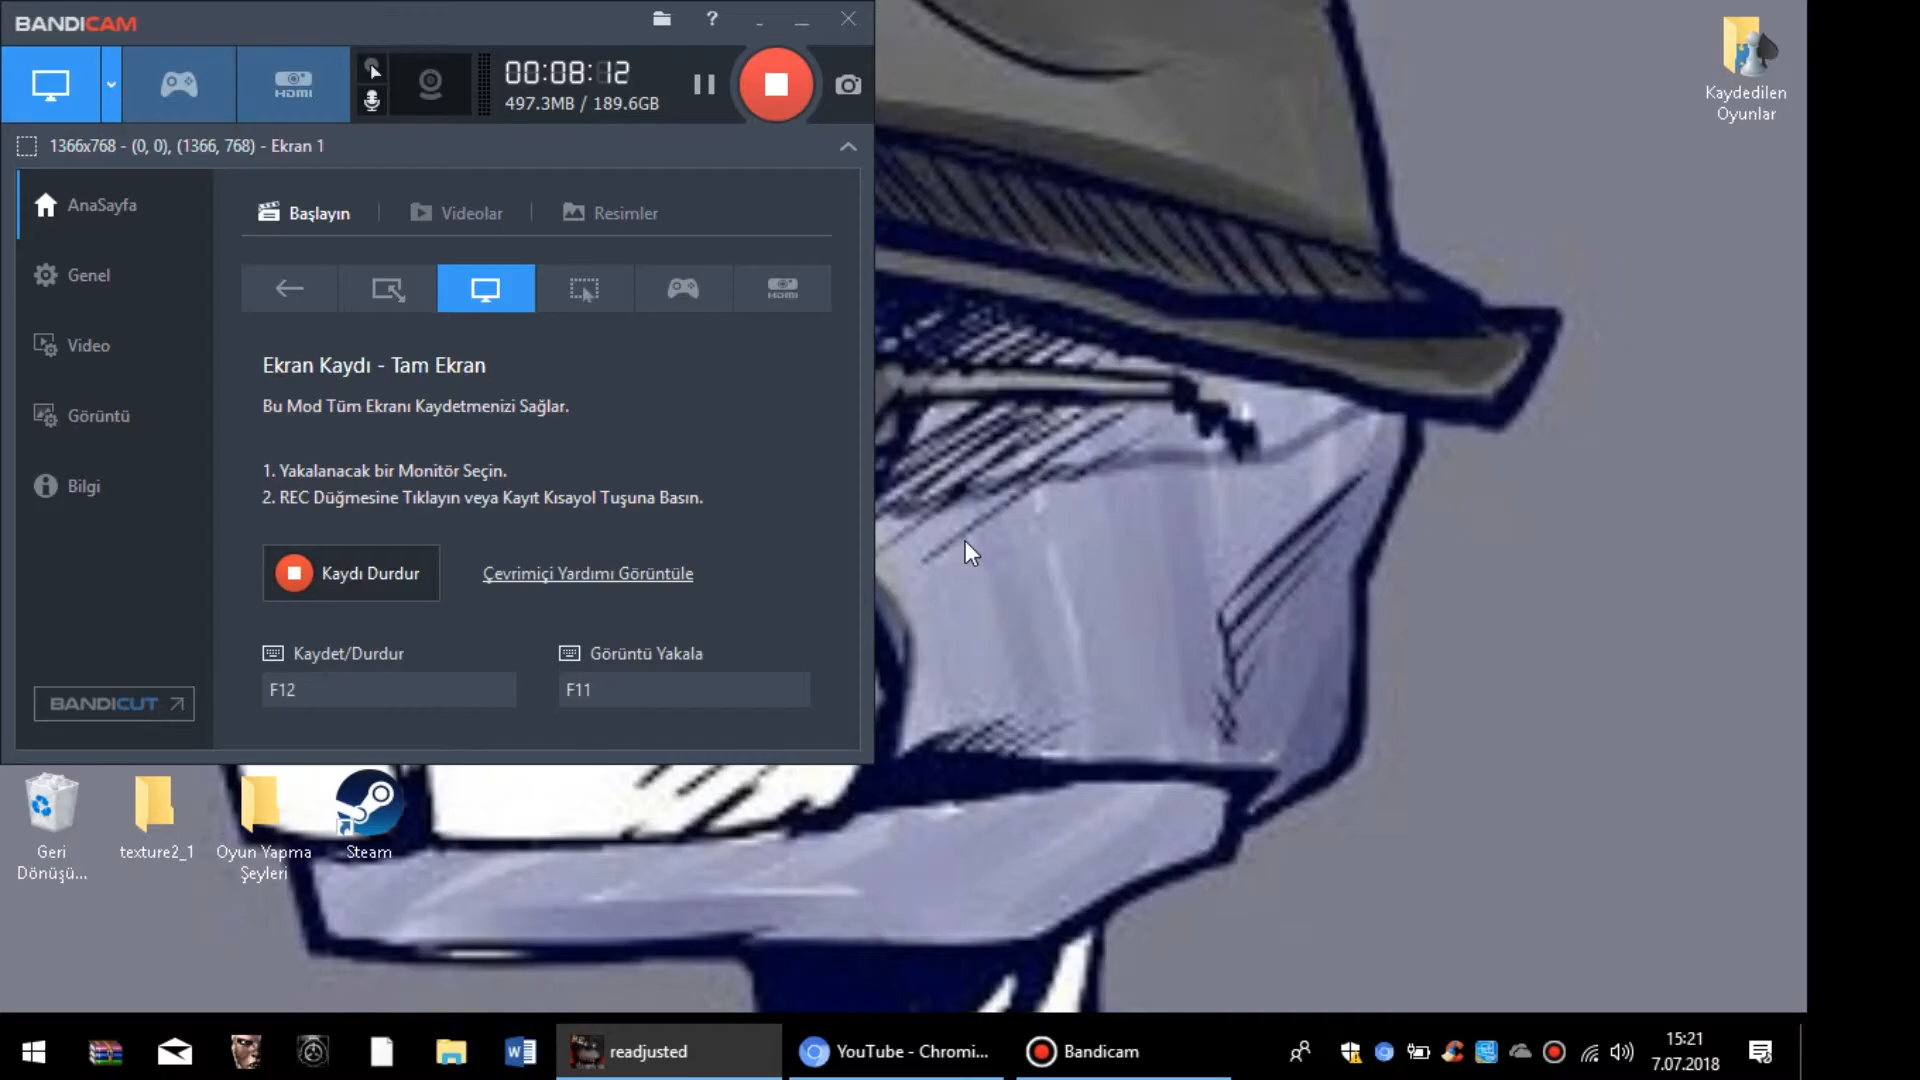 BANDICAM
?
HDMI
00:08:12
497.3MB / 189.6GB
1366x768 - (0, 0), (1366, 768) - Ekran 1
AnaSayfa
Genel
Video
Görüntü
Bilgi
BANDICUT
Başlayın
Videolar
Resimler
HDMI
Ekran Kaydı - Tam Ekran
Bu Mod Tüm Ekranı Kaydetmenizi Sağlar.
1. Yakalanacak bir Monitör Seçin.
2. REC Düğmesine Tıklayın veya Kayıt Kısayol Tuşuna Basın.
Kaydı Durdur
Çevrimiçi Yardımı Görüntüle
Kaydet/Durdur
Görüntü Yakala
F12
F11
Kaydedilen
Oyunlar
Geri
Dönüşü...
texture2_1
Oyun Yapma
Şeyleri
Steam
readjusted
YouTube - Chromi...
Bandicam
15:21
7.07.2018